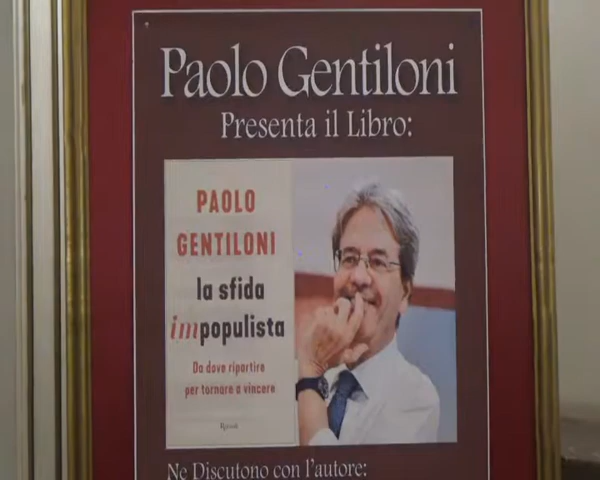 Paolo Gentiloni
Presenta il Libro:
PAOLO
GENTILONI
la sfida
impopulista
Da dove ripartire
per tornare a vincere
Rizzoli
Ne Discutono con l'autore: